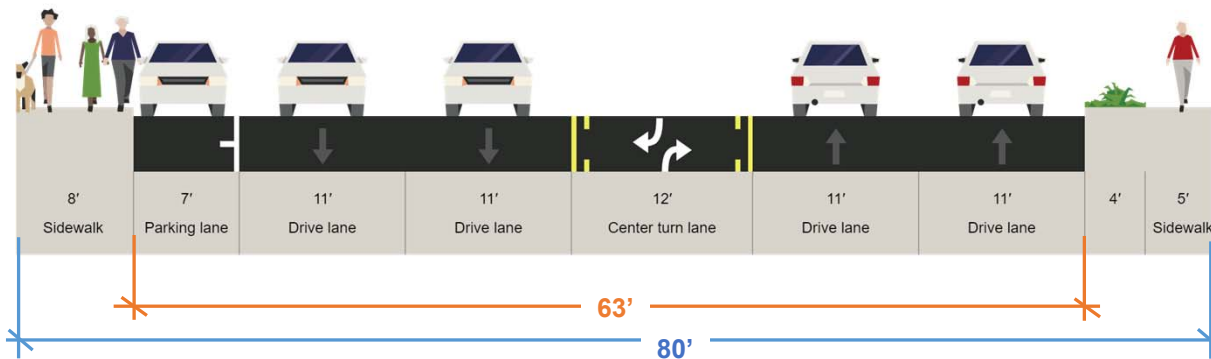 8′
Sidewalk
7′
Parking lane
11′
Drive lane
11′
Drive lane
12′
Center turn lane
11′
Drive lane
11′
Drive lane
4′
5′
Sidewalk
63’
80’